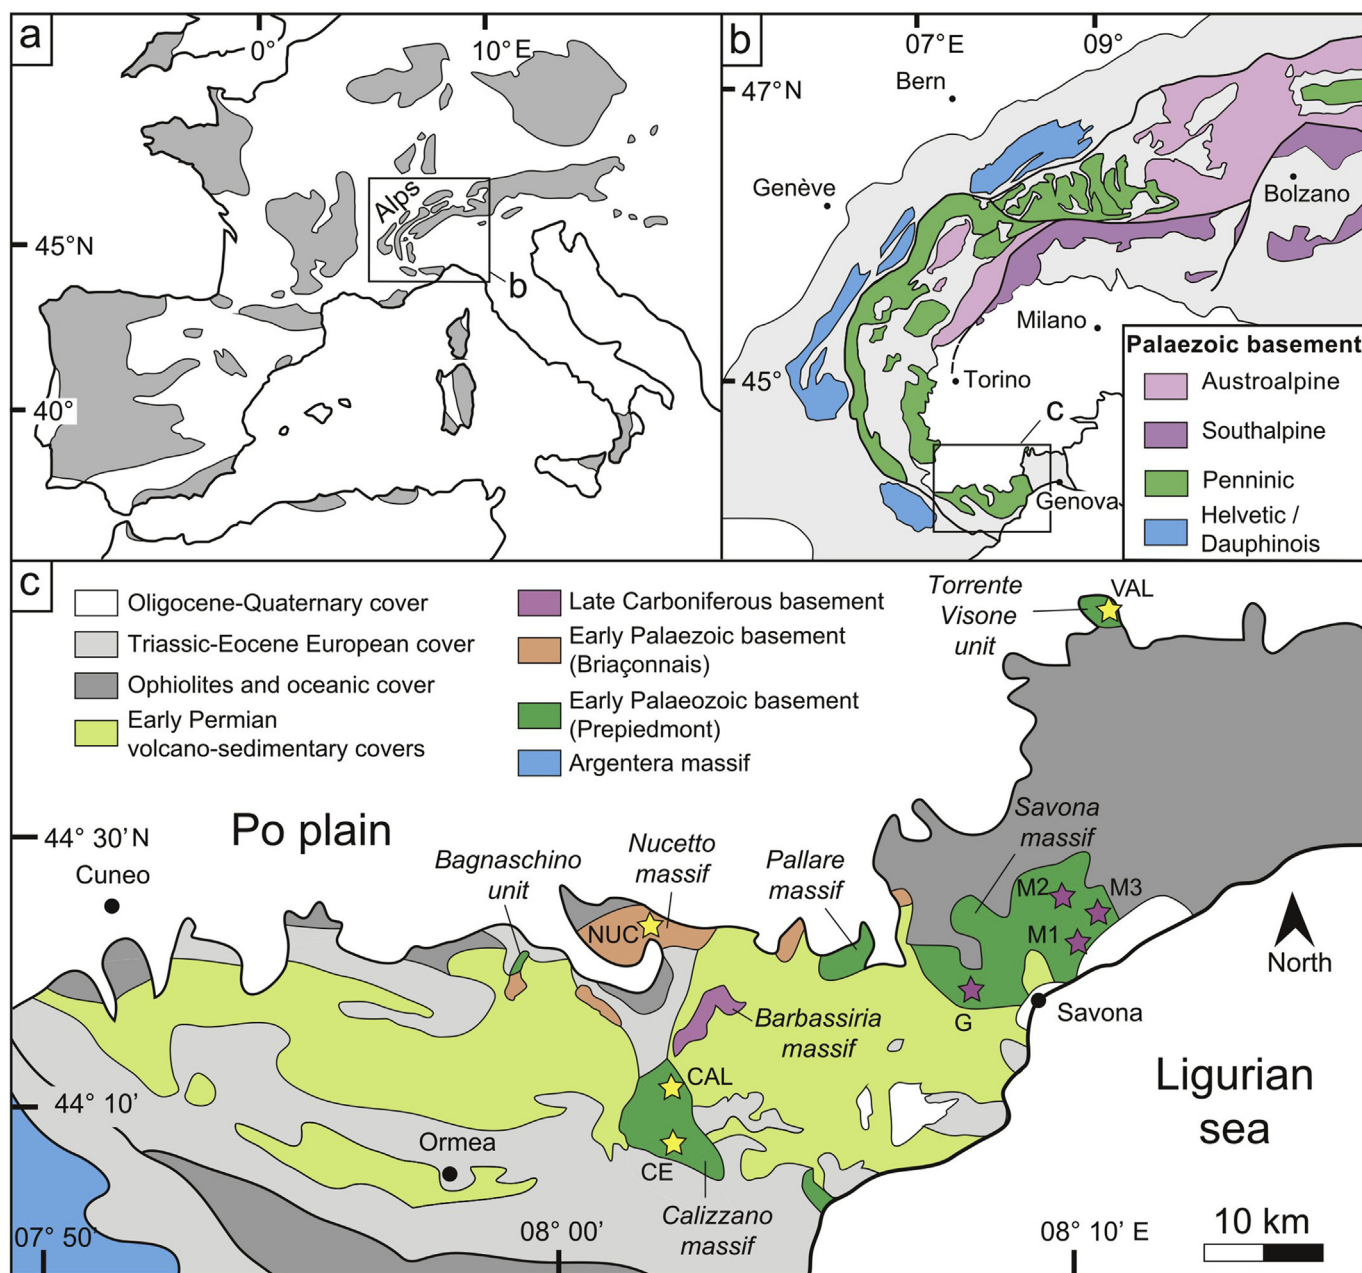 a
0°
10°E
45°N
40°
Alps
b
b
07°E
09°
47°N
45°
Bern
Genève
Bolzano
Milano
Torino
c
Genova
Palaezoic basement
Austroalpine
Southalpine
Penninic
Helvetic /
Dauphinois
c
Oligocene-Quaternary cover
Triassic-Eocene European cover
Ophiolites and oceanic cover
Early Permian
volcano-sedimentary covers
Late Carboniferous basement
Early Palaezoic basement
(Briaçonnais)
Early Palaeozoic basement
(Prepiedmont)
Argentera massif
Torrente
Visone
unit
VAL
44° 30’ N
Cuneo
Po plain
Bagnaschino
unit
Nucetto
massif
NUC
Pallare
massif
Savona
massif
M2
M3
M1
G
Savona
North
Barbassiria
massif
CAL
CE
Calizzano
massif
44° 10’
Ormea
Ligurian
sea
07° 50’
08° 00’
08° 10’ E
10 km